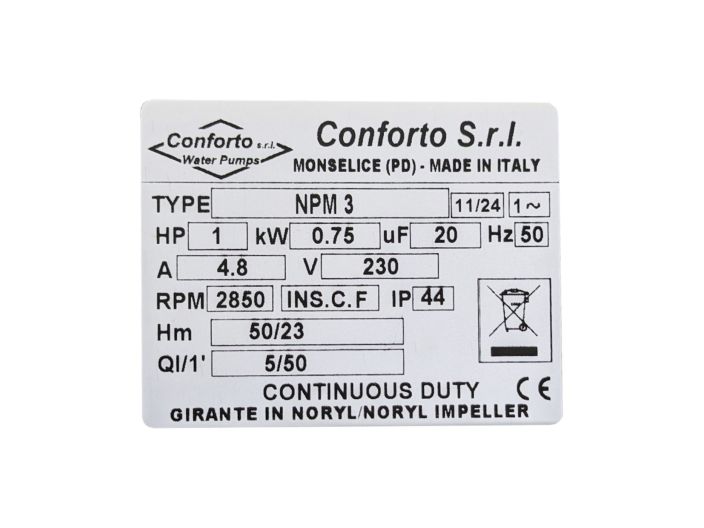 Conforto s.r.l.
Water Pumps
Conforto S.r.l.
MONSELICE (PD) - MADE IN ITALY
TYPE NPM 3 11/24 1~
HP 1 kW 0.75 uF 20 Hz 50
A 4.8 V 230
RPM 2850 INS.C.F IP 44
Hm 50/23
Ql/1' 5/50
CONTINUOUS DUTY CE
GIRANTE IN NORYL/NORYL IMPELLER